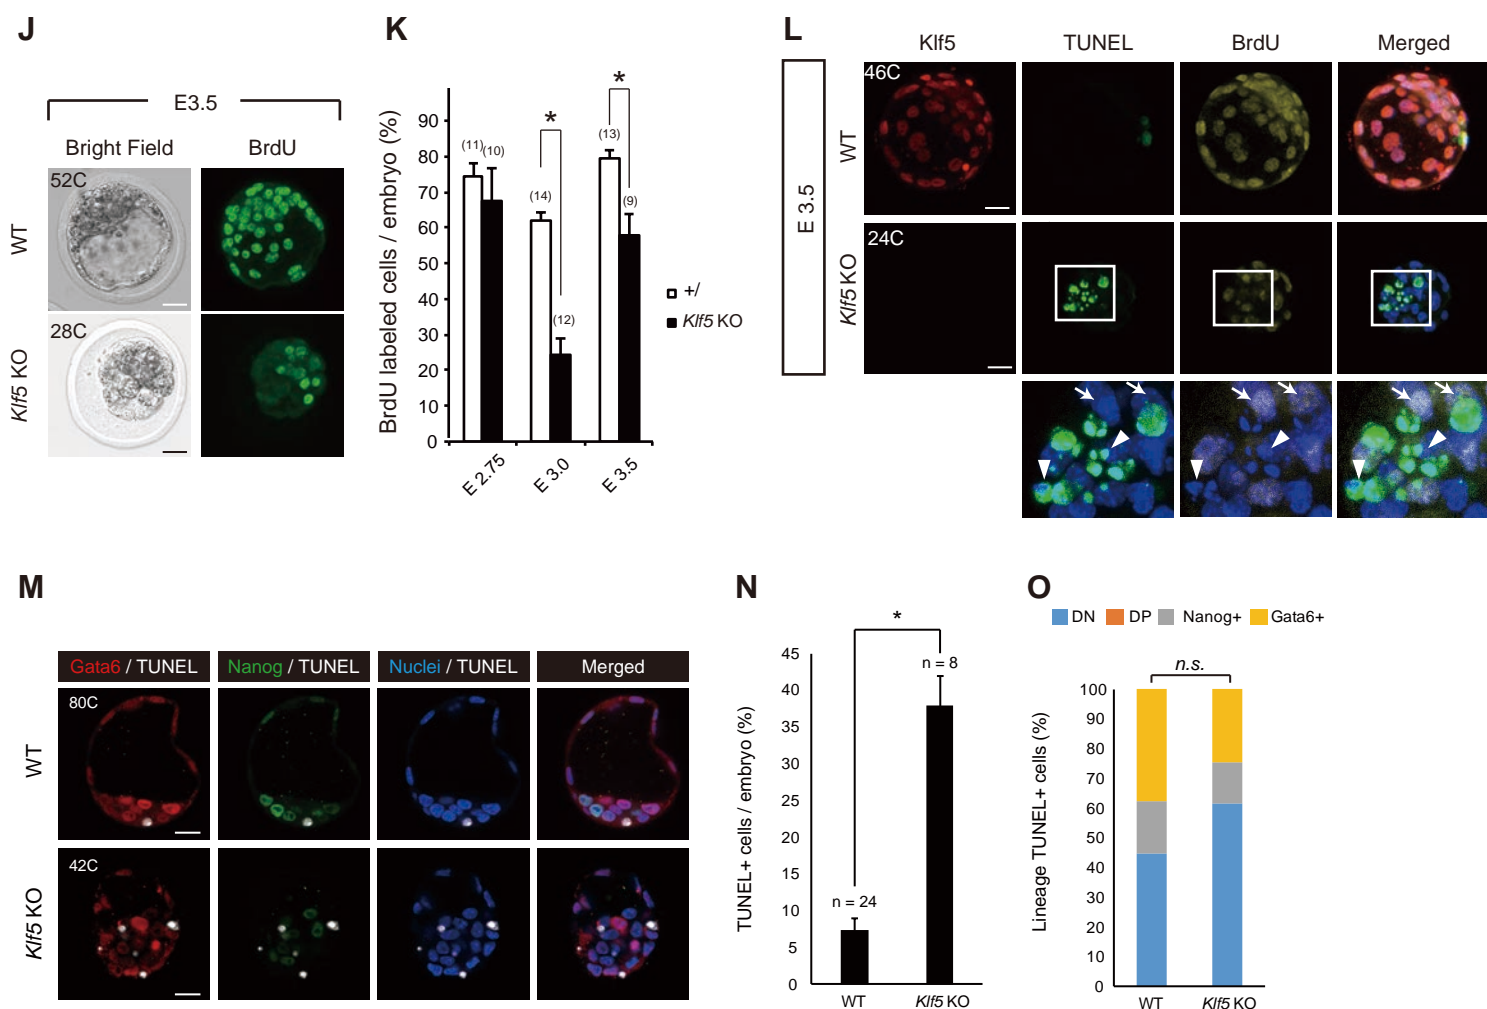 J
E3.5
Bright Field
BrdU
WT
52C
Klf5 KO
28C
K
BrdU labeled cells / embryo (%)
90
80
70
60
50
40
30
20
10
0
(11)
(10)
(14)
*
(12)
(13)
*
(9)
+/
Klf5 KO
E 2.75
E 3.0
E 3.5
L
Klf5
TUNEL
BrdU
Merged
E 3.5
WT
46C
Klf5 KO
24C
M
Gata6 / TUNEL
Nanog / TUNEL
Nuclei / TUNEL
Merged
WT
80C
Klf5 KO
42C
N
*
TUNEL+ cells / embryo (%)
45
40
35
30
25
20
15
10
5
0
n = 24
n = 8
WT
Klf5 KO
O
DN
DP
Nanog+
Gata6+
n.s.
Lineage TUNEL+ cells (%)
100
90
80
70
60
50
40
30
20
10
0
WT
Klf5 KO